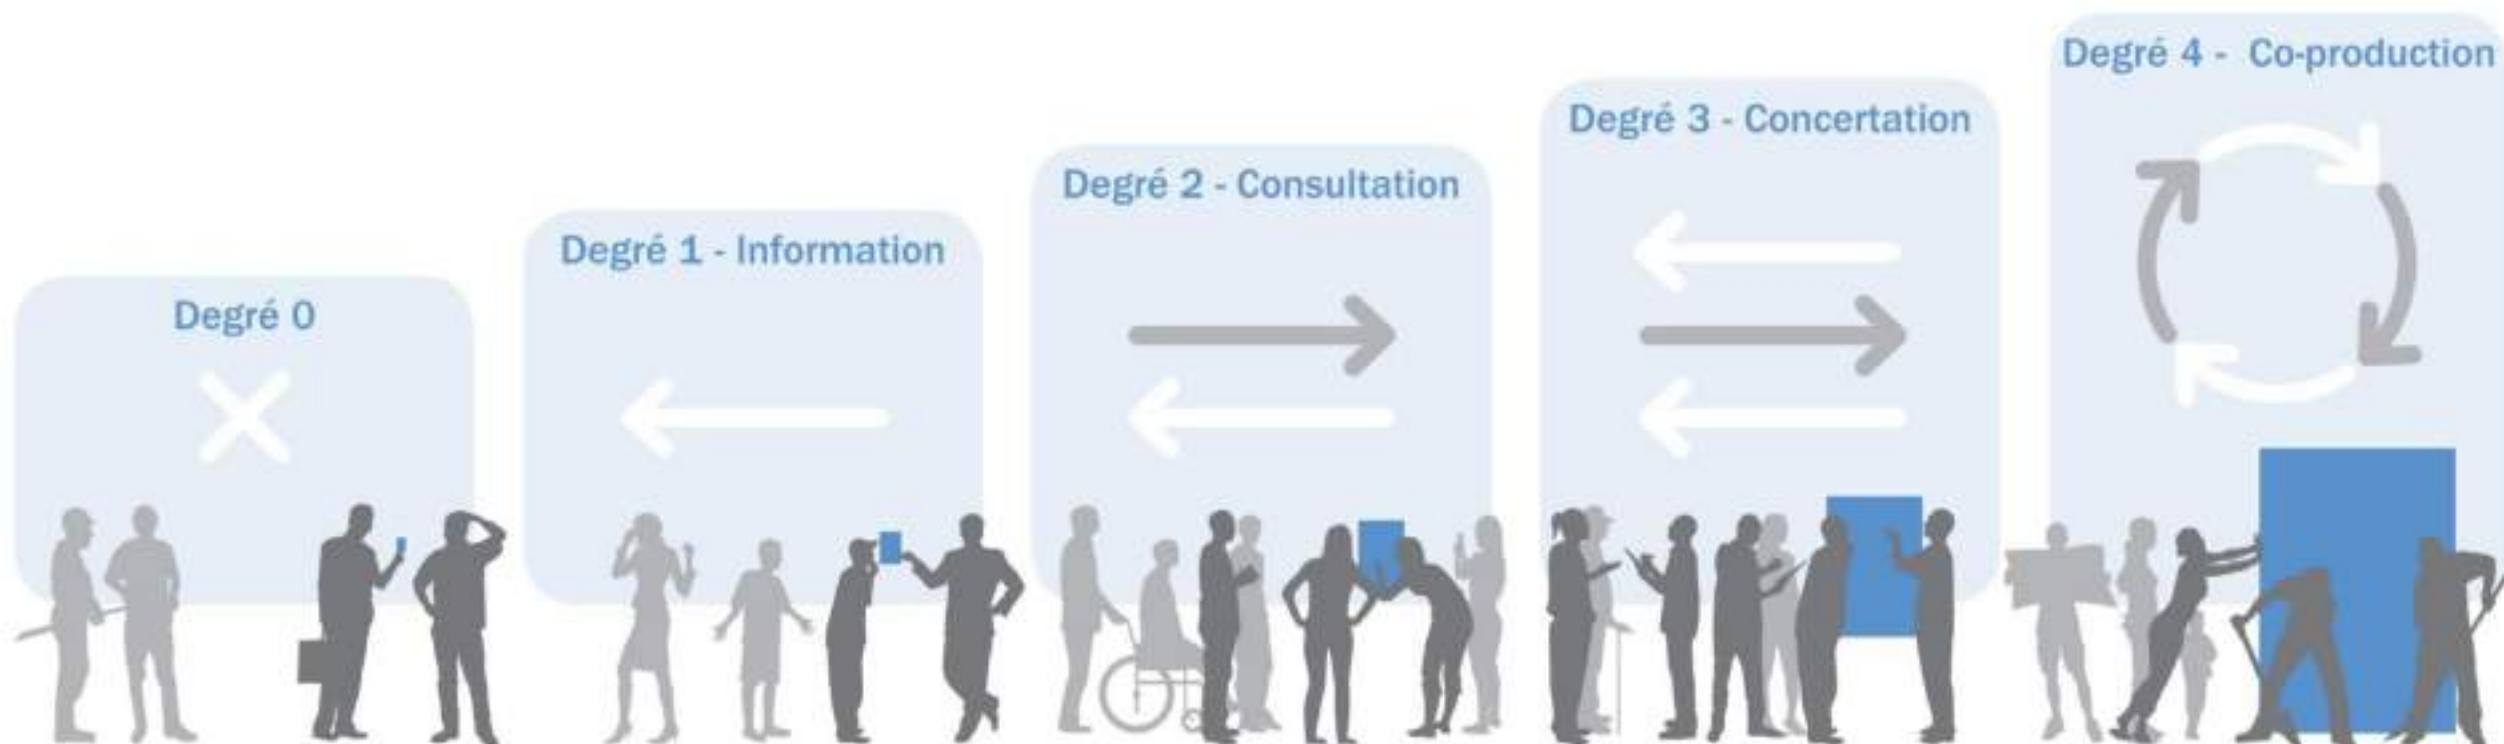 Degré 0
Degré 1 - Information
Degré 2 - Consultation
Degré 3 - Concertation
Degré 4 - Co-production